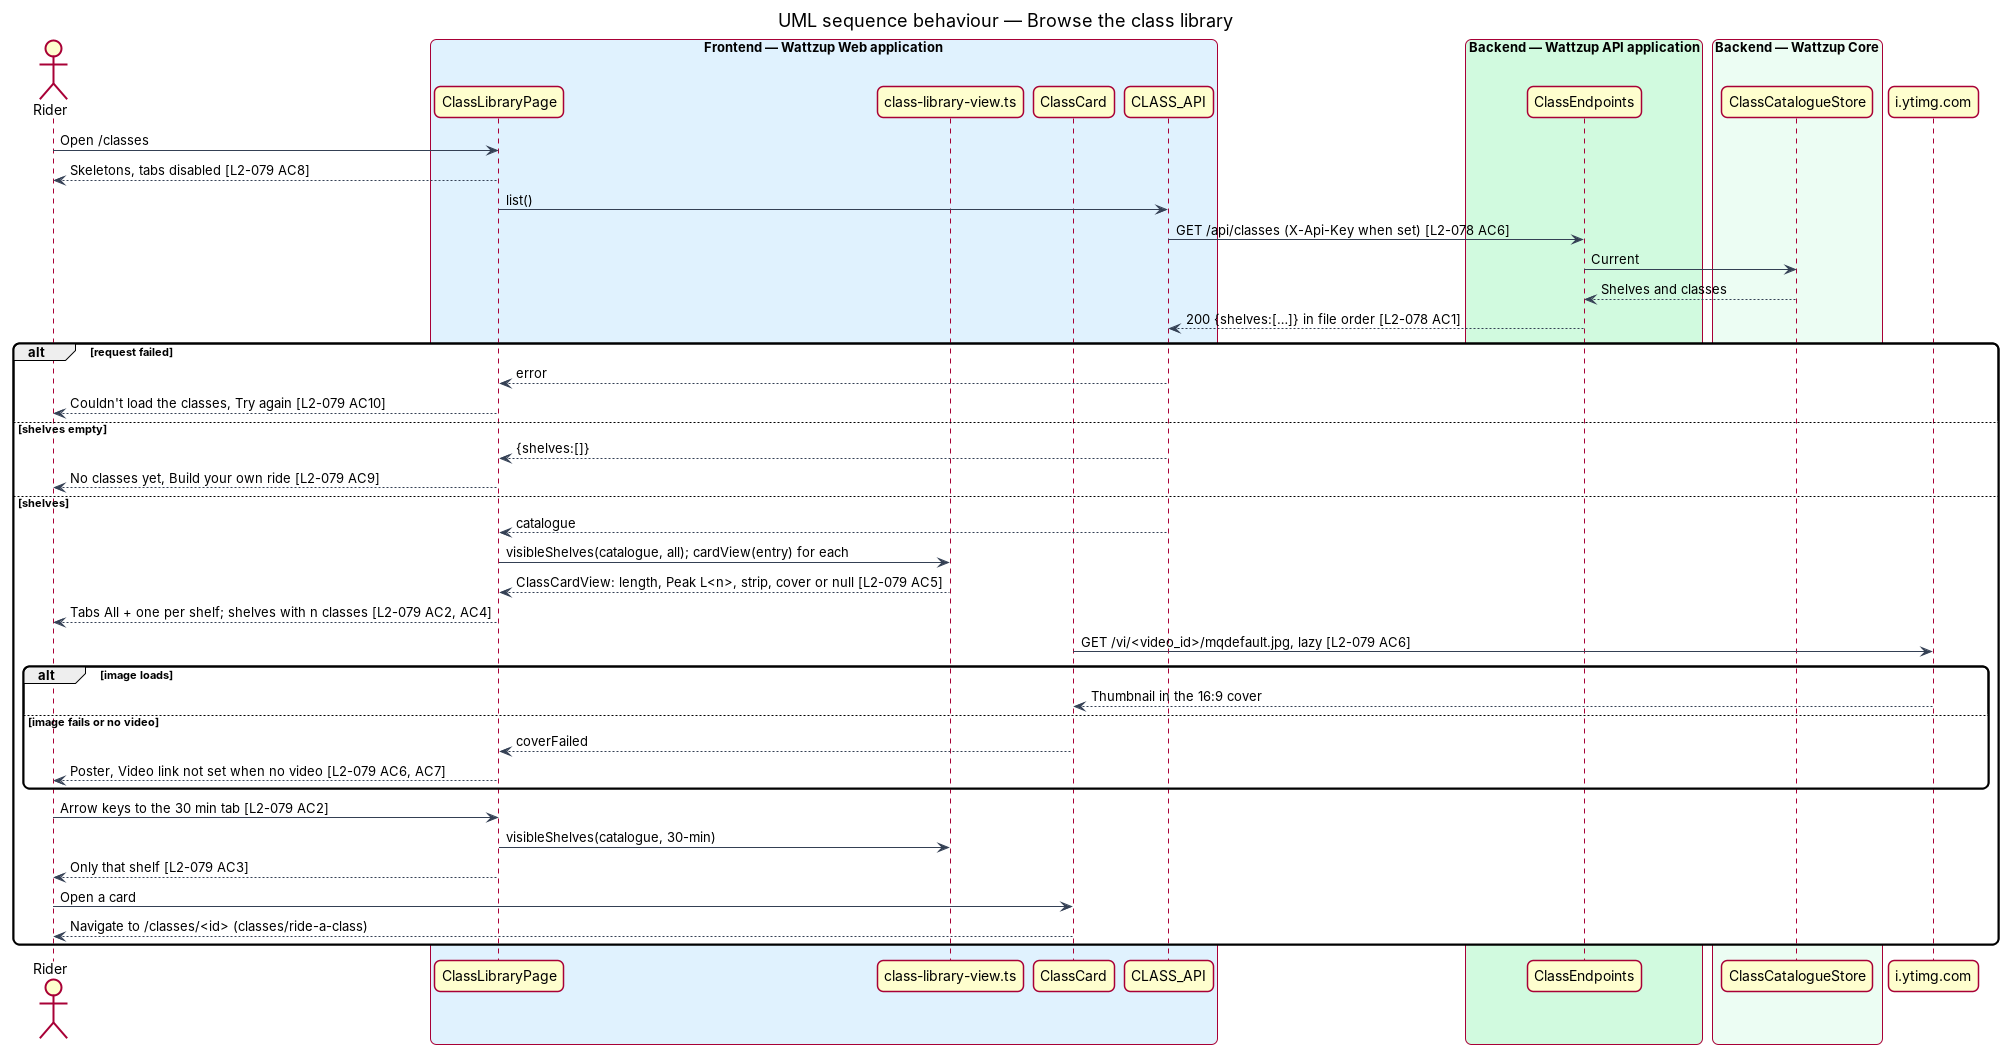 UML sequence behaviour — Browse the class library
Frontend — Wattzup Web application
Backend — Wattzup API application
Backend — Wattzup Core
Rider
ClassLibraryPage
class-library-view.ts
ClassCard
CLASS_API
ClassEndpoints
ClassCatalogueStore
i.ytimg.com
Open /classes
Skeletons, tabs disabled [L2-079 AC8]
list()
GET /api/classes (X-Api-Key when set) [L2-078 AC6]
Current
Shelves and classes
200 {shelves:[...]} in file order [L2-078 AC1]
alt
[request failed]
error
Couldn't load the classes, Try again [L2-079 AC10]
[shelves empty]
{shelves:[]}
No classes yet, Build your own ride [L2-079 AC9]
[shelves]
catalogue
visibleShelves(catalogue, all); cardView(entry) for each
ClassCardView: length, Peak L<n>, strip, cover or null [L2-079 AC5]
Tabs All + one per shelf; shelves with n classes [L2-079 AC2, AC4]
GET /vi/<video_id>/mqdefault.jpg, lazy [L2-079 AC6]
alt
[image loads]
Thumbnail in the 16:9 cover
[image fails or no video]
coverFailed
Poster, Video link not set when no video [L2-079 AC6, AC7]
Arrow keys to the 30 min tab [L2-079 AC2]
visibleShelves(catalogue, 30-min)
Only that shelf [L2-079 AC3]
Open a card
Navigate to /classes/<id> (classes/ride-a-class)
Rider
ClassLibraryPage
class-library-view.ts
ClassCard
CLASS_API
ClassEndpoints
ClassCatalogueStore
i.ytimg.com